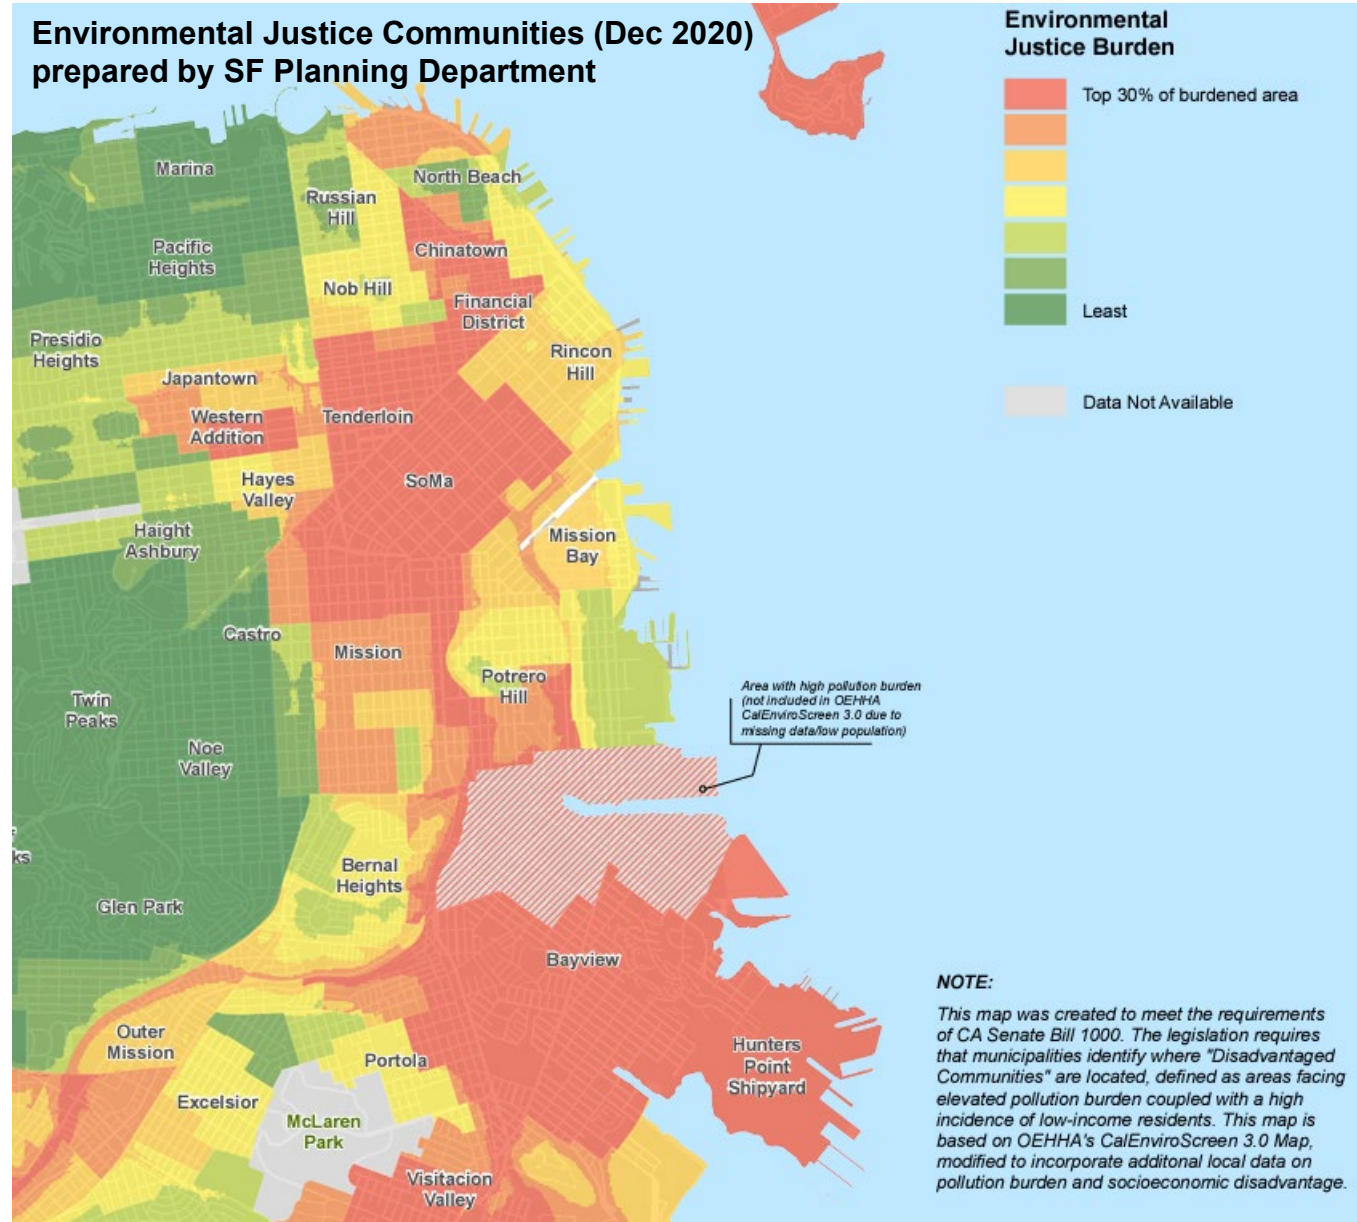 Environmental Justice Communities (Dec 2020)
prepared by SF Planning Department
Environmental
Justice Burden
Top 30% of burdened area
Least
Data Not Available
Marina
North Beach
Russian
Hill
Pacific
Heights
Chinatown
Nob Hill
Financial
District
Presidio
Heights
Rincon
Hill
Japantown
Western
Addition
Tenderloin
Hayes
Valley
SoMa
Haight
Ashbury
Mission
Bay
Castro
Mission
Potrero
Hill
Twin
Peaks
Noe
Valley
Area with high pollution burden
(not included in OEHHA
CalEnviroScreen 3.0 due to
missing data/low population)
ks
Bernal
Heights
Glen Park
Bayview
Outer
Mission
Portola
Hunters
Point
Shipyard
Excelsior
McLaren
Park
Visitacion
Valley
NOTE:
This map was created to meet the requirements
of CA Senate Bill 1000. The legislation requires
that municipalities identify where "Disadvantaged
Communities" are located, defined as areas facing
elevated pollution burden coupled with a high
incidence of low-income residents. This map is
based on OEHHA's CalEnviroScreen 3.0 Map,
modified to incorporate additonal local data on
pollution burden and socioeconomic disadvantage.